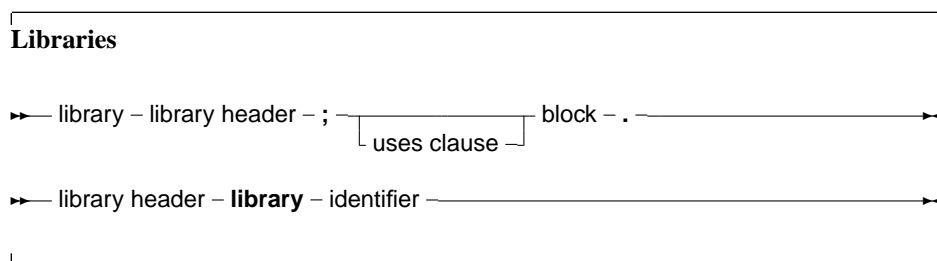 Libraries
library – library header – ; block – .
uses clause
library header – library – identifier